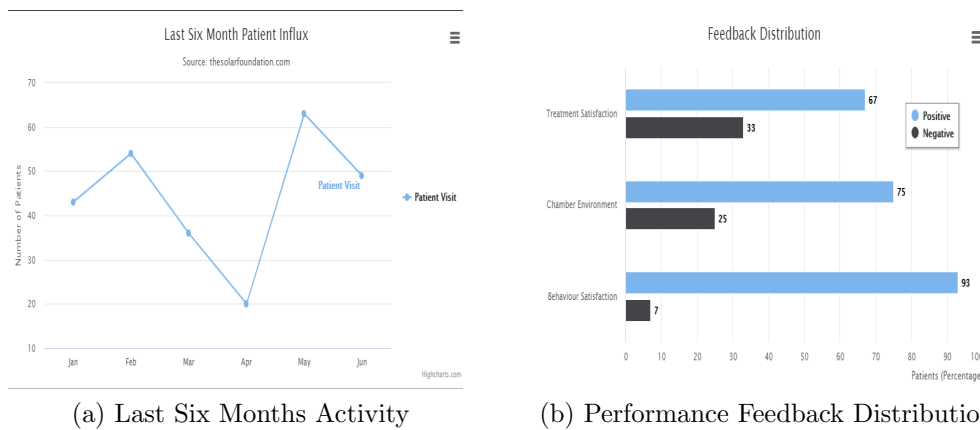 Last Six Month Patient Influx
Source: thesolarfoundation.com
Number of Patients
70
60
50
40
30
20
10
Jan Feb Mar Apr May Jun
Patient Visit
Patient Visit
Highcharts.com
(a) Last Six Months Activity
Feedback Distribution
Treatment Satisfaction
67
33
Positive
Negative
Chamber Environment
75
25
Behaviour Satisfaction
93
7
0 10 20 30 40 50 60 70 80 90 100
Patients (Percentage
(b) Performance Feedback Distributio